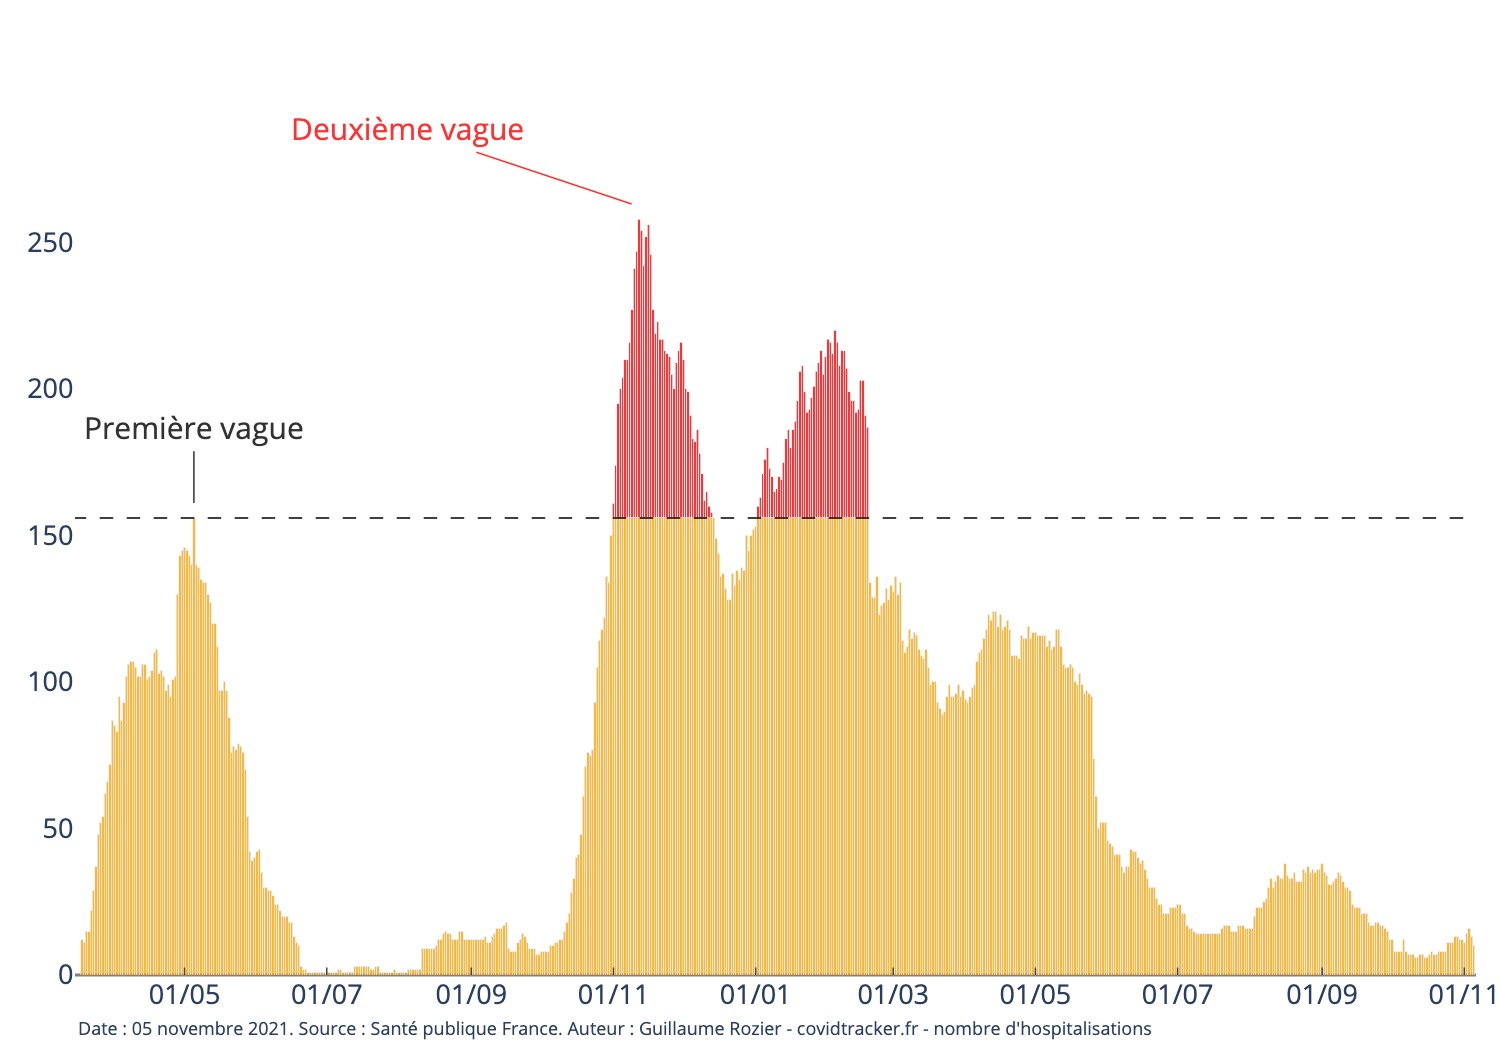 Deuxième vague
250
200
Première vague
150
100
50
0
01/05 01/07 01/09 01/11 01/01 01/03 01/05 01/07 01/09 01/11
Date : 05 novembre 2021. Source : Santé publique France. Auteur : Guillaume Rozier - covidtracker.fr - nombre d'hospitalisations